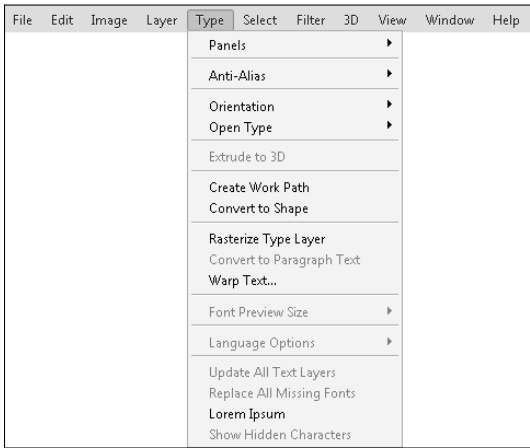 File Edit Image Layer Type Select Filter 3D View Window Help
Panels
Anti-Alias
Orientation
Open Type
Extrude to 3D
Create Work Path
Convert to Shape
Rasterize Type Layer
Convert to Paragraph Text
Warp Text...
Font Preview Size
Language Options
Update All Text Layers
Replace All Missing Fonts
Lorem Ipsum
Show Hidden Characters